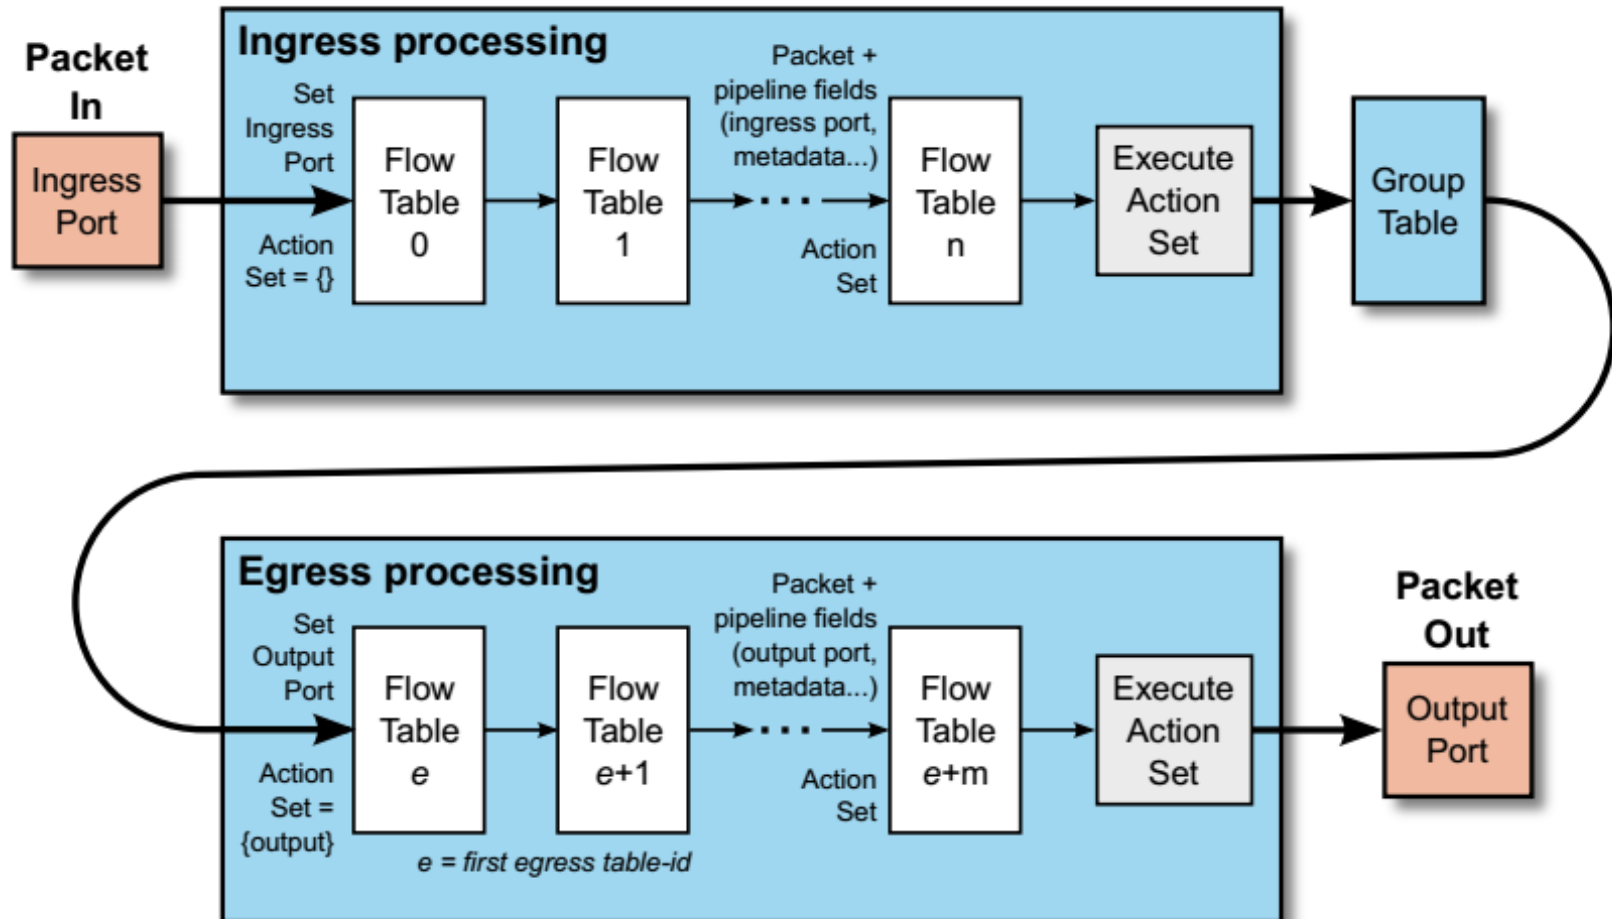 Packet
In
Ingress
Port
Ingress processing
Set
Ingress
Port
Action
Set = {}
Flow
Table
0
Flow
Table
1
Packet +
pipeline fields
(ingress port,
metadata...)
Action
Set
Flow
Table
n
Execute
Action
Set
Group
Table
Egress processing
Set
Output
Port
Action
Set =
{output}
Flow
Table
e
Flow
Table
e+1
e = first egress table-id
Packet +
pipeline fields
(output port,
metadata...)
Action
Set
Flow
Table
e+m
Execute
Action
Set
Packet
Out
Output
Port